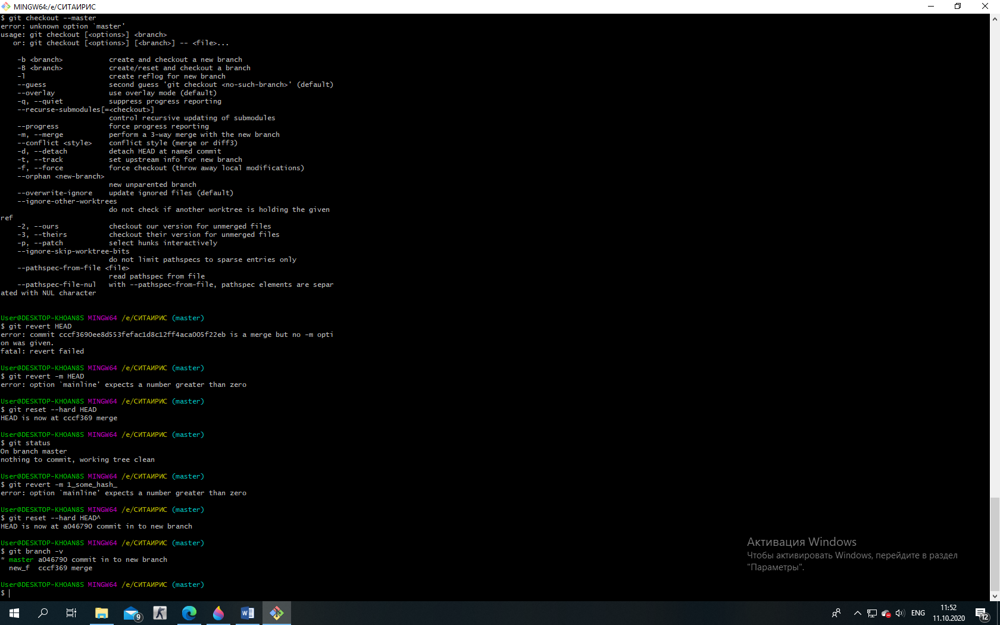 MINGW64:/e/СИТАИРИС
$ git checkout --master
error: unknown option `master'
usage: git checkout [<options>] <branch>
   or: git checkout [<options>] [<branch>] -- <file>...
    -b <branch>           create and checkout a new branch
    -B <branch>           create/reset and checkout a branch
    -l                    create reflog for new branch
    --guess               second guess 'git checkout <no-such-branch>' (default)
    --overlay             use overlay mode (default)
    -q, --quiet           suppress progress reporting
    --recurse-submodules[=<checkout>]
                          control recursive updating of submodules
    --progress            force progress reporting
    -m, --merge           perform a 3-way merge with the new branch
    --conflict <style>    conflict style (merge or diff3)
    -d, --detach          detach HEAD at named commit
    -t, --track           set upstream info for new branch
    -f, --force           force checkout (throw away local modifications)
    --orphan <new-branch>
                          new unparented branch
    --overwrite-ignore    update ignored files (default)
    --ignore-other-worktrees
                          do not check if another worktree is holding the given
ref
    -2, --ours            checkout our version for unmerged files
    -3, --theirs          checkout their version for unmerged files
    -p, --patch           select hunks interactively
    --ignore-skip-worktree-bits
                          do not limit pathspecs to sparse entries only
    --pathspec-from-file <file>
                          read pathspec from file
    --pathspec-file-nul   with --pathspec-from-file, pathspec elements are separ
ated with NUL character
User@DESKTOP-KHOAN8S MINGW64 /e/СИТАИРИС (master)
$ git revert HEAD
error: commit cccf3690ee8d553fefac1d8c12ff4aca005f22eb is a merge but no -m opti
on was given.
fatal: revert failed
User@DESKTOP-KHOAN8S MINGW64 /e/СИТАИРИС (master)
$ git revert -m HEAD
error: option `mainline' expects a number greater than zero
User@DESKTOP-KHOAN8S MINGW64 /e/СИТАИРИС (master)
$ git reset --hard HEAD
HEAD is now at cccf369 merge
User@DESKTOP-KHOAN8S MINGW64 /e/СИТАИРИС (master)
$ git status
On branch master
nothing to commit, working tree clean
User@DESKTOP-KHOAN8S MINGW64 /e/СИТАИРИС (master)
$ git revert -m 1_some_hash_
error: option `mainline' expects a number greater than zero
User@DESKTOP-KHOAN8S MINGW64 /e/СИТАИРИС (master)
$ git reset --hard HEAD^
HEAD is now at a046790 commit in to new branch
User@DESKTOP-KHOAN8S MINGW64 /e/СИТАИРИС (master)
$ git branch -v
* master a046790 commit in to new branch
  new_f  cccf369 merge
User@DESKTOP-KHOAN8S MINGW64 /e/СИТАИРИС (master)
$
Активация Windows
Чтобы активировать Windows, перейдите в раздел
"Параметры".
9
ENG
11:52
11.10.2020
12